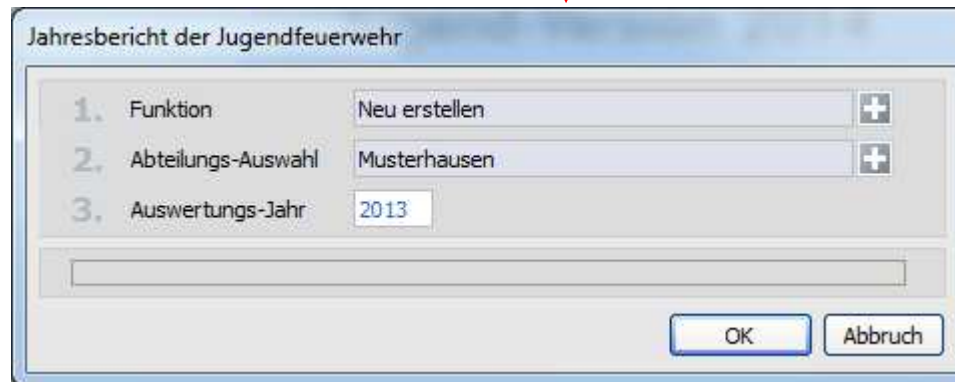 Jahresbericht der Jugendfeuerwehr
1. Funktion Neu erstellen
2. Abteilungs-Auswahl Musterhausen
3. Auswertungs-Jahr 2013
OK Abbruch